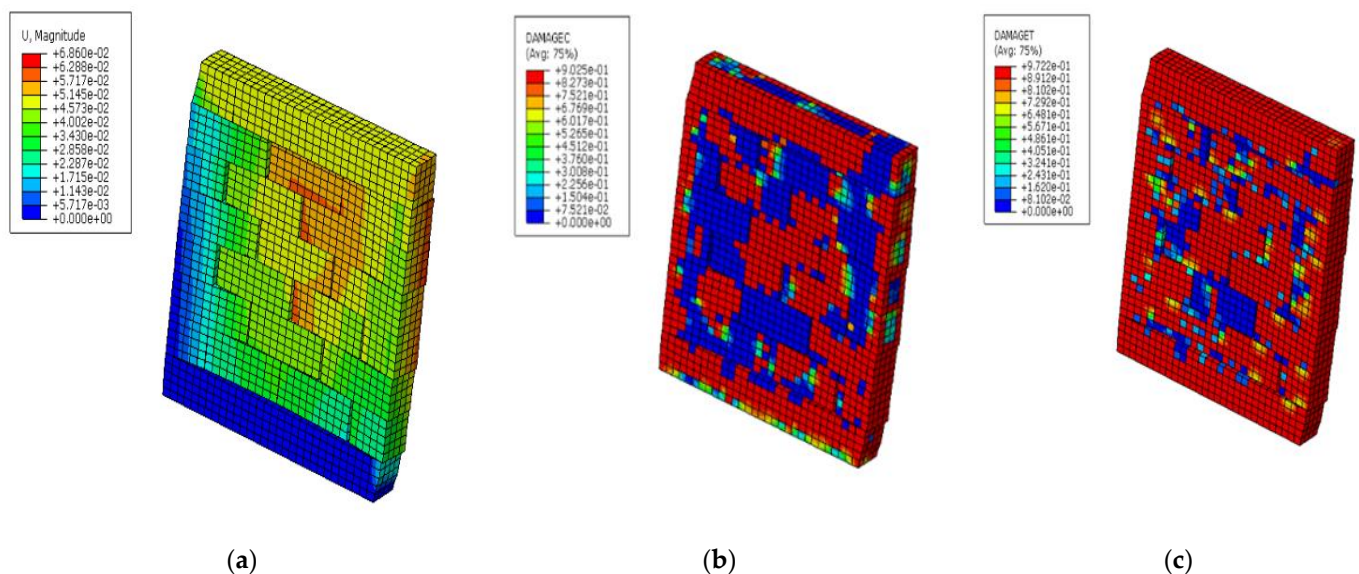 U, Magnitude
+6.860e-02
+6.288e-02
+5.717e-02
+5.145e-02
+4.573e-02
+4.002e-02
+3.430e-02
+2.858e-02
+2.287e-02
+1.715e-02
+1.143e-02
+5.717e-03
+0.000e+00
DAMAGEC
(Avg: 75%)
+9.025e-01
+8.273e-01
+7.521e-01
+6.769e-01
+6.017e-01
+5.265e-01
+4.512e-01
+3.760e-01
+3.008e-01
+2.256e-01
+1.504e-01
+7.521e-02
+0.000e+00
DAMAGET
(Avg: 75%)
+9.722e-01
+8.912e-01
+8.102e-01
+7.292e-01
+6.481e-01
+5.671e-01
+4.861e-01
+4.051e-01
+3.241e-01
+2.431e-01
+1.620e-01
+8.102e-02
+0.000e+00
(a)
(b)
(c)